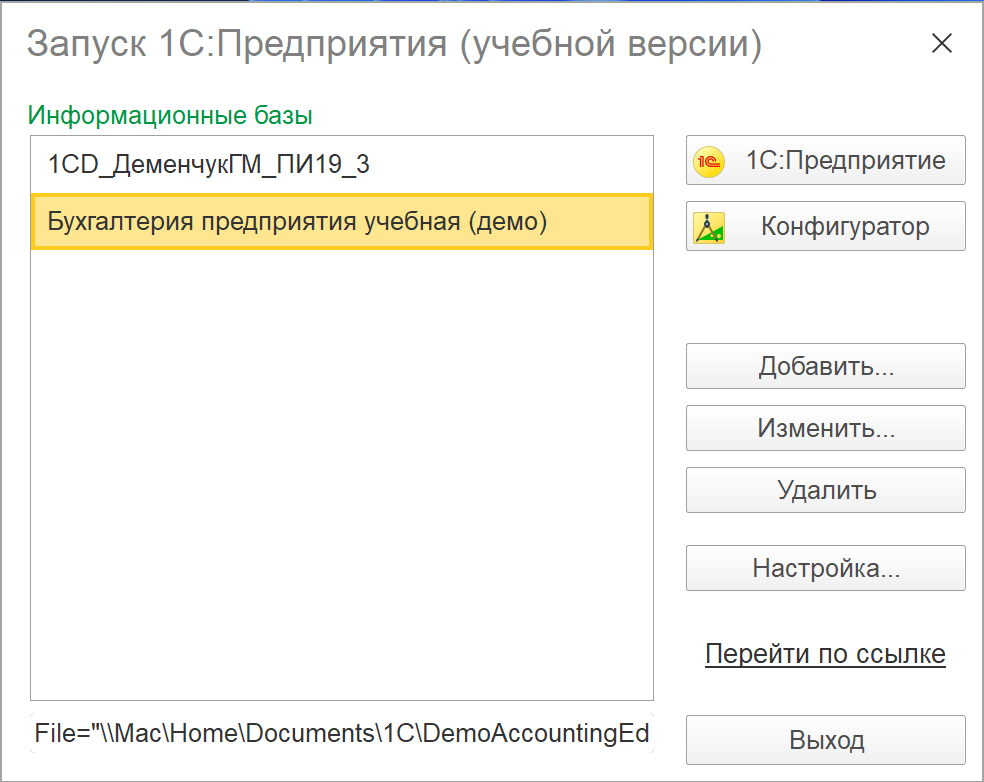 Запуск 1С:Предприятия (учебной версии)
Информационные базы
1CD_ДеменчукГМ_ПИ19_3
Бухгалтерия предприятия учебная (демо)
1С:Предприятие
Конфигуратор
Добавить...
Изменить...
Удалить
Настройка...
Перейти по ссылке
File="\\Mac\Home\Documents\1C\DemoAccountingEd
Выход